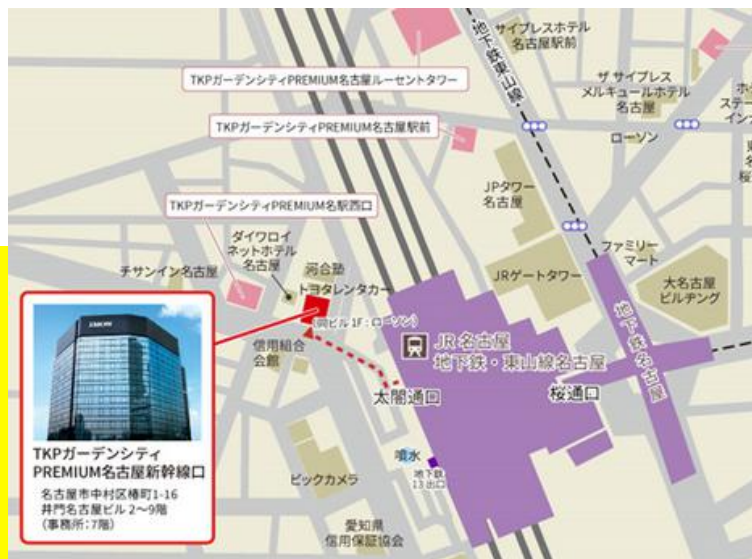 サイプレスホテル
名古屋駅前
地下鉄東山線
TKPガーデンシティPREMIUM名古屋ルーセントタワー
ザ サイプレス
メルキュールホテル
名古屋
TKPガーデンシティPREMIUM名古屋駅前
ローソン
JPタワー
名古屋
TKPガーデンシティPREMIUM名駅西口
ダイワロイ
ネットホテル
名古屋
チサンイン名古屋
河合塾
トヨタレンタカー
(同ビル1F:ローソン)
JRゲートタワー
ファミリー
マート
大名古屋
ビルヂング
地下鉄名古屋
信用組合
会館
JR 名古屋
地下鉄・東山線名古屋
太閤通口
桜通口
噴水
地下鉄
13出口
ビックカメラ
愛知県
信用保証協会
TKPガーデンシティ
PREMIUM名古屋新幹線口
名古屋市中村区椿町1-16
井門名古屋ビル 2〜9階
(事務所:7階)